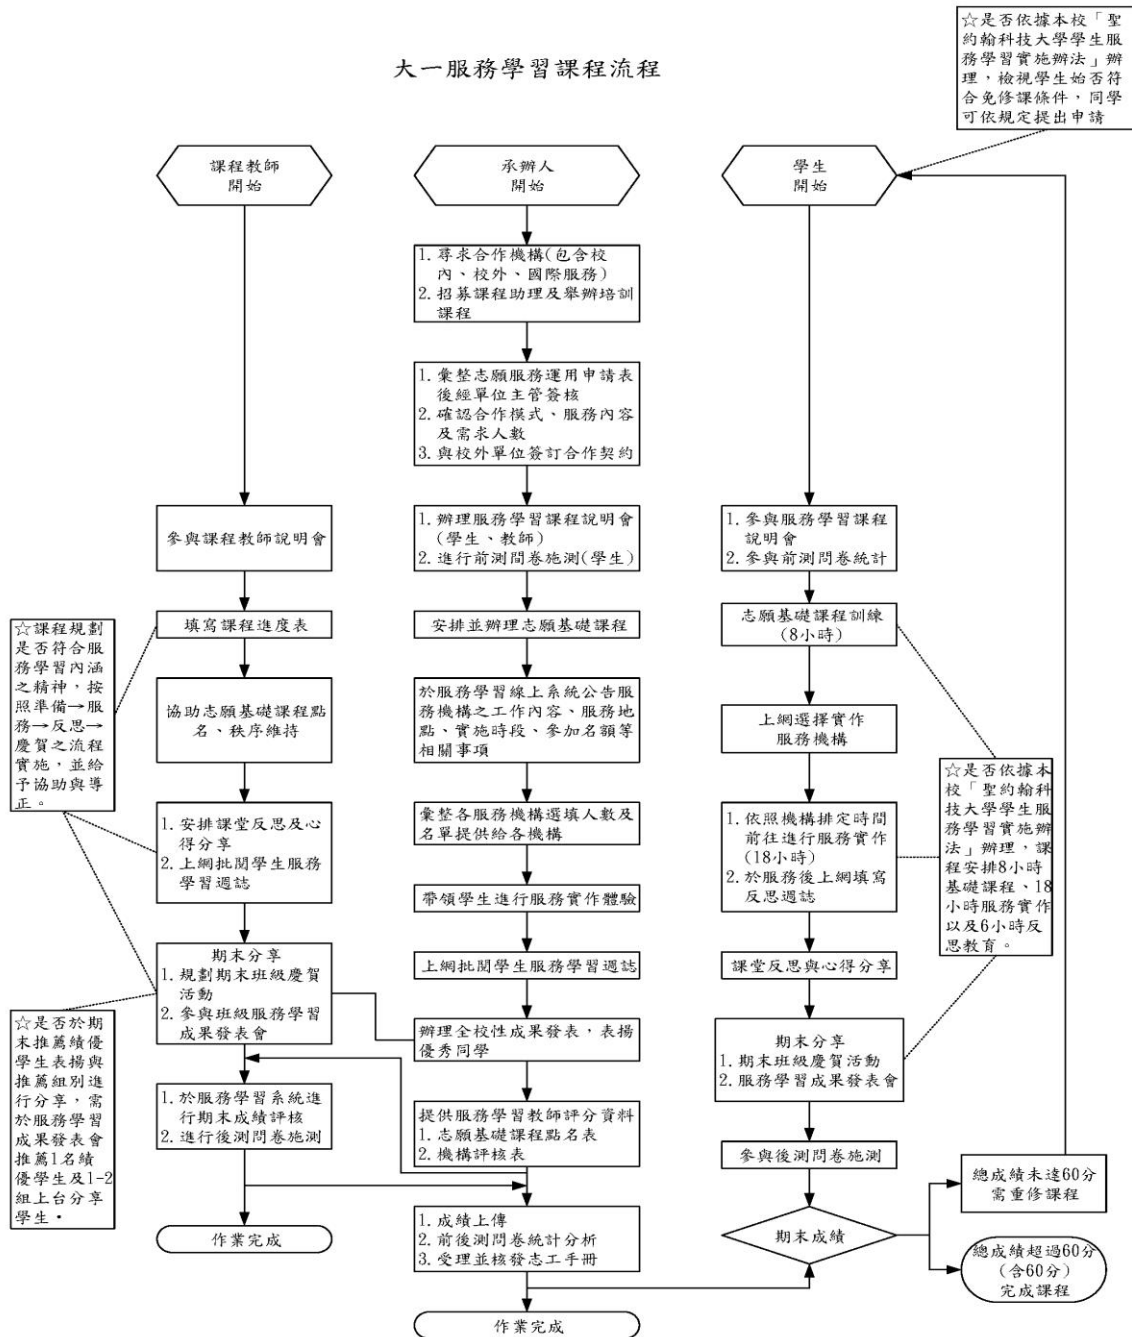 ☆是否依據本校「聖
約翰科技大學學生服
務學習實施辦法」辦
理，檢視學生始否符
合免修課條件，同學
可依規定提出申請
大一服務學習課程流程
課程教師
開始
承辦人
開始
學生
開始
1. 尋求合作機構(包含校
內、校外、國際服務)
2. 招募課程助理及舉辦培訓
課程
1. 彙整志願服務運用申請表
後經單位主管簽核
2. 確認合作模式、服務內容
及需求人數
3. 與校外單位簽訂合作契約
參與課程教師說明會
1. 辦理服務學習課程說明會
(學生、教師)
2. 進行前測問卷施測(學生)
1. 參與服務學習課程
說明會
2. 參與前測問卷統計
填寫課程進度表
安排並辦理志願基礎課程
志願基礎課程訓練
(8小時)
☆課程規劃
是否符合服
務學習內涵
之精神，按
照準備→服
務→反思→
慶賀之流程
實施，並給
予協助與導
正。
協助志願基礎課程點
名、秩序維持
於服務學習線上系統公告服
務機構之工作內容、服務地
點、實施時段、參加名額等
相關事項
上網選擇實作
服務機構
☆是否依據本
校「聖約翰科
技大學學生服
務學習實施辦
法」辦理，課
程安排8小時
基礎課程、18
小時服務實作
以及6小時反
思教育。
1. 安排課堂反思及心
得分享
2. 上網批閱學生服務
學習週誌
彙整各服務機構選填人數及
名單提供給各機構
1. 依照機構排定時間
前往進行服務實作
(18小時)
2. 於服務後上網填寫
反思週誌
帶領學生進行服務實作體驗
期末分享
1. 規劃期末班級慶賀
活動
2. 參與班級服務學習
成果發表會
上網批閱學生服務學習週誌
課堂反思與心得分享
☆是否於期
末推薦績優
學生表揚與
推薦組別進
行分享，需
於服務學習
成果發表會
推薦1名績
優學生及1-2
組上台分享
學生。
辦理全校性成果發表，表揚
優秀同學
期末分享
1. 期末班級慶賀活動
2. 服務學習成果發表會
1. 於服務學習系統進
行期末成績評核
2. 進行後測問卷施測
提供服務學習教師評分資料
1. 志願基礎課程點名表
2. 機構評核表
參與後測問卷施測
總成績未達60分
需重修課程
作業完成
1. 成績上傳
2. 前後測問卷統計分析
3. 受理並核發志工手冊
期末成績
總成績超過60分
(含60分)
完成課程
作業完成